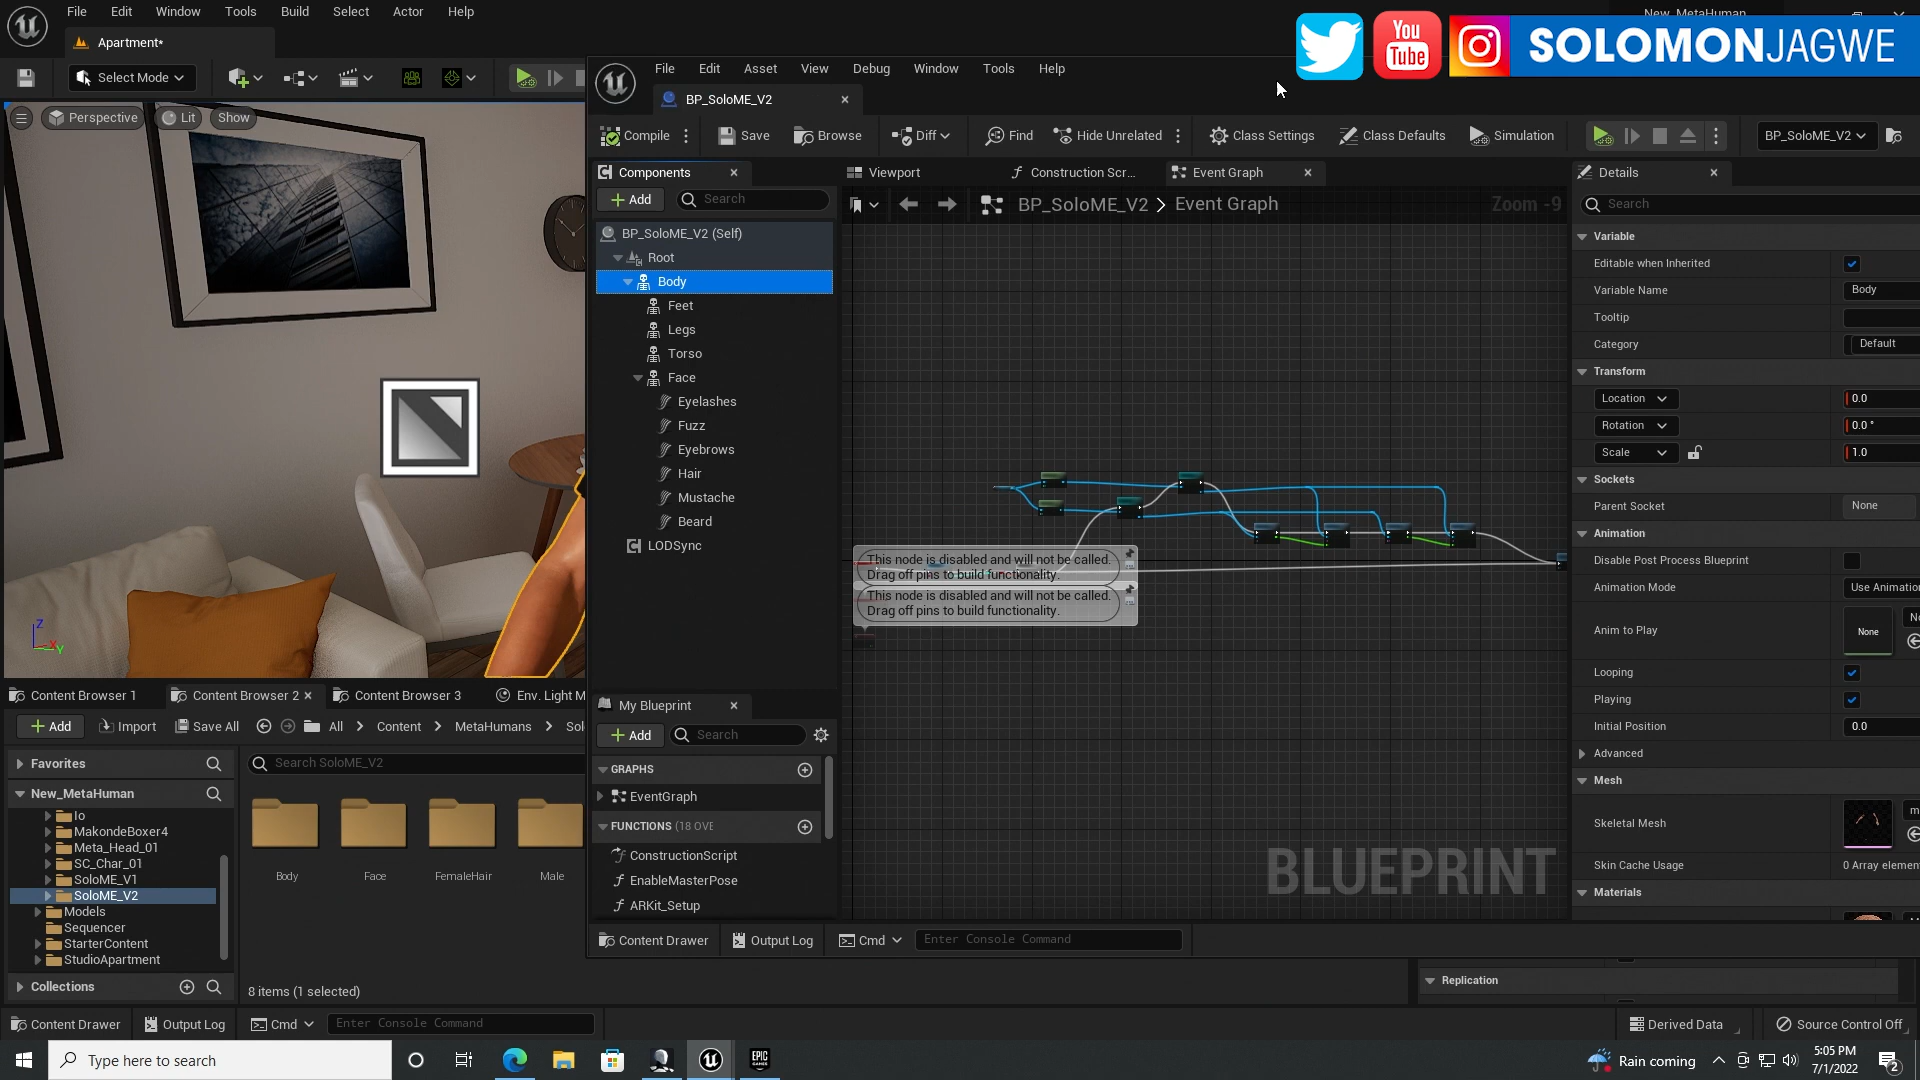 File Edit Window Tools Build Select Actor Help
Apartment*
Select Mode
Perspective Lit Show
New_MetaHuman
You
Tube
SOLOMONJAGWE
File Edit Asset View Debug Window Tools Help
BP_SoloME_V2
Compile Save Browse Diff Find Hide Unrelated Class Settings Class Defaults Simulation BP_SoloME_V2
Components
Add Search
BP_SoloME_V2 (Self)
Root
Body
Feet
Legs
Torso
Face
Eyelashes
Fuzz
Eyebrows
Hair
Mustache
Beard
LODSync
Viewport Construction Scr... Event Graph
BP_SoloME_V2 > Event Graph
Zoom -9
This node is disabled and will not be called.
Drag off pins to build functionality.
This node is disabled and will not be called.
Drag off pins to build functionality.
BLUEPRINT
My Blueprint
Add Search
GRAPHS
EventGraph
FUNCTIONS (18 OVE
ConstructionScript
EnableMasterPose
ARKit_Setup
Content Drawer Output Log Cmd Enter Console Command
Details
Search
Variable
Editable when Inherited
Variable Name Body
Tooltip
Category Default
Transform
Location 0.0
Rotation 0.0 °
Scale 1.0
Sockets
Parent Socket None
Animation
Disable Post Process Blueprint
Animation Mode Use Animatio
Anim to Play None
Looping
Playing
Initial Position 0.0
Advanced
Mesh
Skeletal Mesh
Skin Cache Usage 0 Array elemen
Materials
Replication
Z
X
Y
Content Browser 1 Content Browser 2 Content Browser 3 Env. Light M
Add Import Save All All > Content > MetaHumans > Sol
Favorites
New_MetaHuman
Io
MakondeBoxer4
Meta_Head_01
SC_Char_01
SoloME_V1
SoloME_V2
Models
Sequencer
StarterContent
StudioApartment
Collections
Search SoloME_V2
Body Face FemaleHair Male
8 items (1 selected)
Content Drawer Output Log Cmd Enter Console Command
Derived Data Source Control Off
Type here to search
EPIC
GAMES
Rain coming
5:05 PM
7/1/2022
2